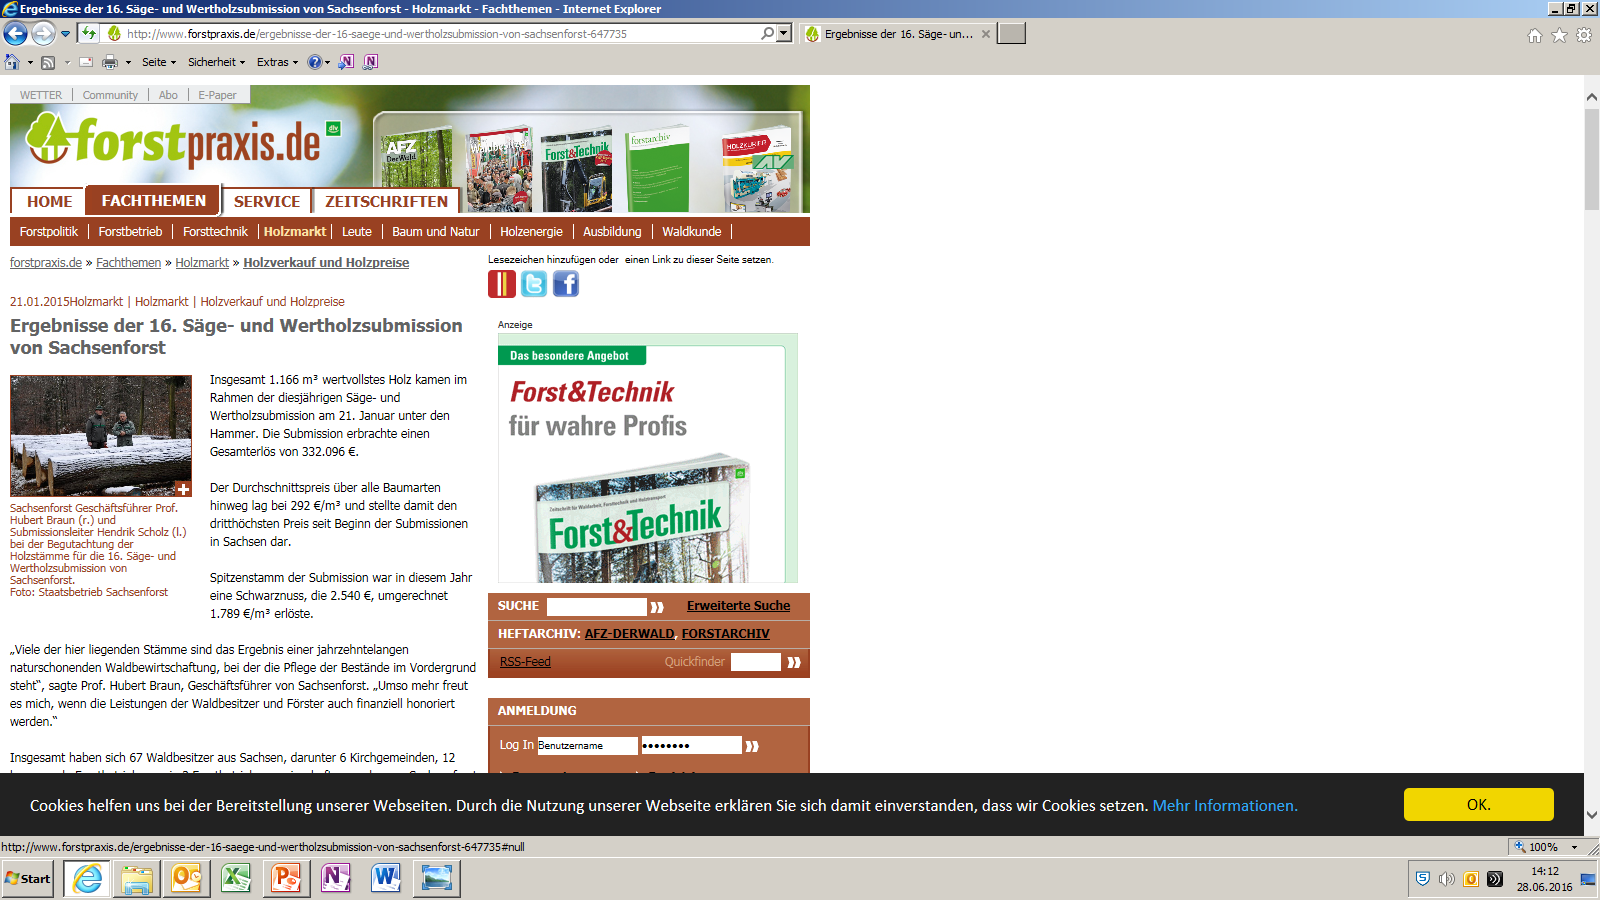 Ergebnisse der 16. Säge- und Wertholzsubmission von Sachsenforst - Holzmarkt - Fachthemen - Internet Explorer
http://www.forstpraxis.de/ergebnisse-der-16-saege-und-wertholzsubmission-von-sachsenforst-647735
Ergebnisse der 16. Säge- un...
Seite
Sicherheit
Extras
WETTER
Community
Abo
E-Paper
forstpraxis.de
AFZ
DerWald
Forst&Technik
forstarchiv
HOLZKURIER
HOME
FACHTHEMEN
SERVICE
ZEITSCHRIFTEN
Forstpolitik
Forstbetrieb
Forsttechnik
Holzmarkt
Leute
Baum und Natur
Holzenergie
Ausbildung
Waldkunde
forstpraxis.de » Fachthemen » Holzmarkt » Holzverkauf und Holzpreise
21.01.2015Holzmarkt | Holzmarkt | Holzverkauf und Holzpreise
Ergebnisse der 16. Säge- und Wertholzsubmission
von Sachsenforst
Sachsenforst Geschäftsführer Prof.
Hubert Braun (r.) und
Submissionsleiter Hendrik Scholz (l.)
bei der Begutachtung der
Holzstämme für die 16. Säge- und
Wertholzsubmission von
Sachsenforst.
Foto: Staatsbetrieb Sachsenforst
Insgesamt 1.166 m³ wertvollstes Holz kamen im
Rahmen der diesjährigen Säge- und
Wertholzsubmission am 21. Januar unter den
Hammer. Die Submission erbrachte einen
Gesamterlös von 332.096 €.
Der Durchschnittspreis über alle Baumarten
hinweg lag bei 292 €/m³ und stellte damit den
dritthöchsten Preis seit Beginn der Submissionen
in Sachsen dar.
Spitzenstamm der Submission war in diesem Jahr
eine Schwarznuss, die 2.540 €, umgerechnet
1.789 €/m³ erlöste.
„Viele der hier liegenden Stämme sind das Ergebnis einer jahrzehntelangen
naturschonenden Waldbewirtschaftung, bei der die Pflege der Bestände im Vordergrund
steht“, sagte Prof. Hubert Braun, Geschäftsführer von Sachsenforst. „Umso mehr freut
es mich, wenn die Leistungen der Waldbesitzer und Förster auch finanziell honoriert
werden.“
Insgesamt haben sich 67 Waldbesitzer aus Sachsen, darunter 6 Kirchgemeinden, 12
Lesezeichen hinzufügen oder einen Link zu dieser Seite setzen.
Anzeige
Das besondere Angebot
Forst&Technik
für wahre Profis
Zeitschrift für Waldarbeit, Forsttechnik und Holztransport
Forst&Technik
SUCHE
Erweiterte Suche
HEFTARCHIV: AFZ-DERWALD, FORSTARCHIV
RSS-Feed
Quickfinder
ANMELDUNG
Log In
Benutzername
Cookies helfen uns bei der Bereitstellung unserer Webseiten. Durch die Nutzung unserer Webseite erklären Sie sich damit einverstanden, dass wir Cookies setzen. Mehr Informationen.
OK.
http://www.forstpraxis.de/ergebnisse-der-16-saege-und-wertholzsubmission-von-sachsenforst-647735#null
100%
Start
14:12
28.06.2016